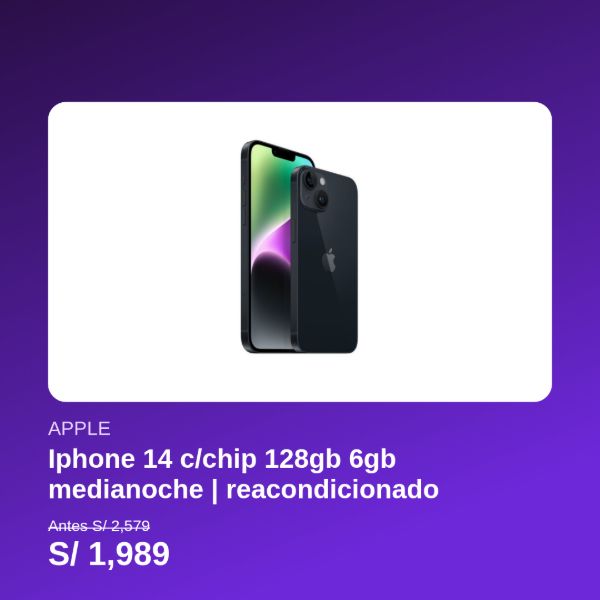 APPLE
Iphone 14 c/chip 128gb 6gb
medianoche | reacondicionado
Antes S/ 2,579
S/ 1,989